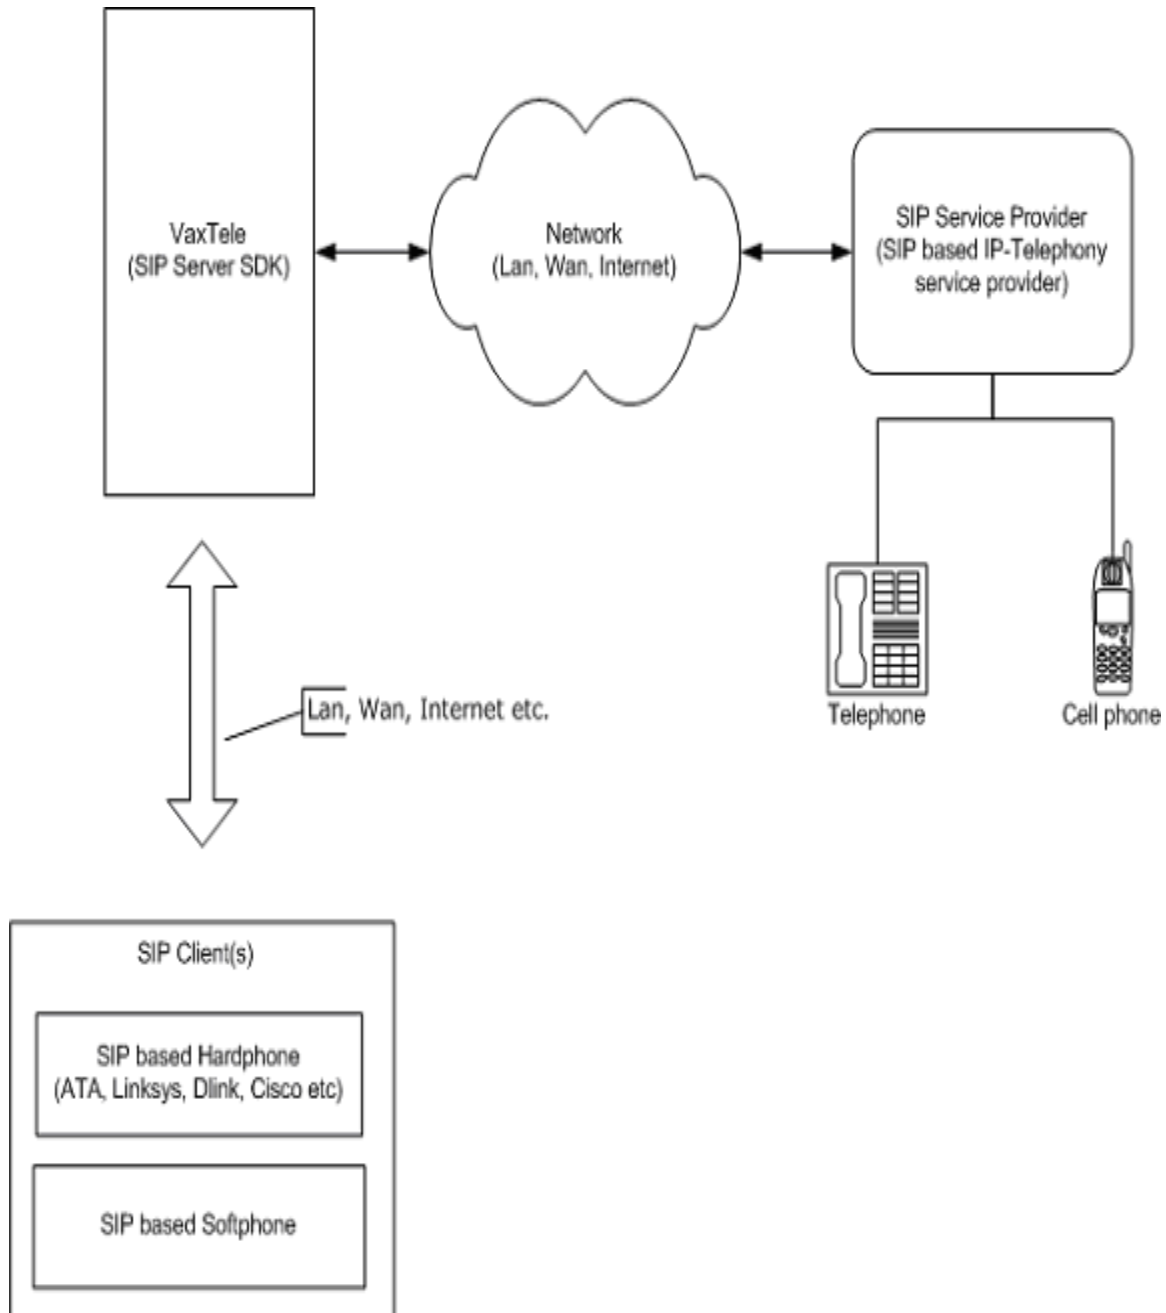 VaxTele
(SIP Server SDK)
Network
(Lan, Wan, Internet)
SIP Service Provider
(SIP based IP-Telephony
service provider)
Telephone
Cell phone
Lan, Wan, Internet etc.
SIP Client(s)
SIP based Hardphone
(ATA, Linksys, Dlink, Cisco etc)
SIP based Softphone